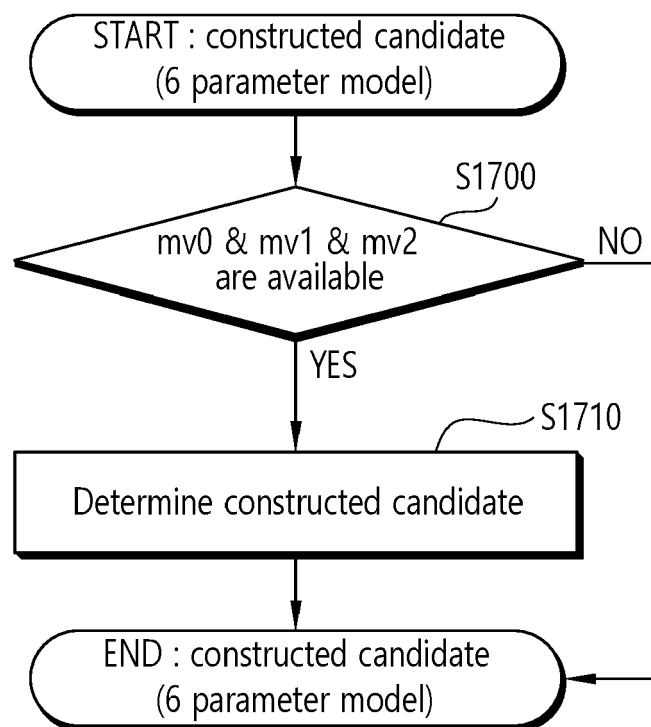 START : constructed candidate
(6 parameter model)
S1700
mv0 & mv1 & mv2
are available
NO
YES
S1710
Determine constructed candidate
END : constructed candidate
(6 parameter model)